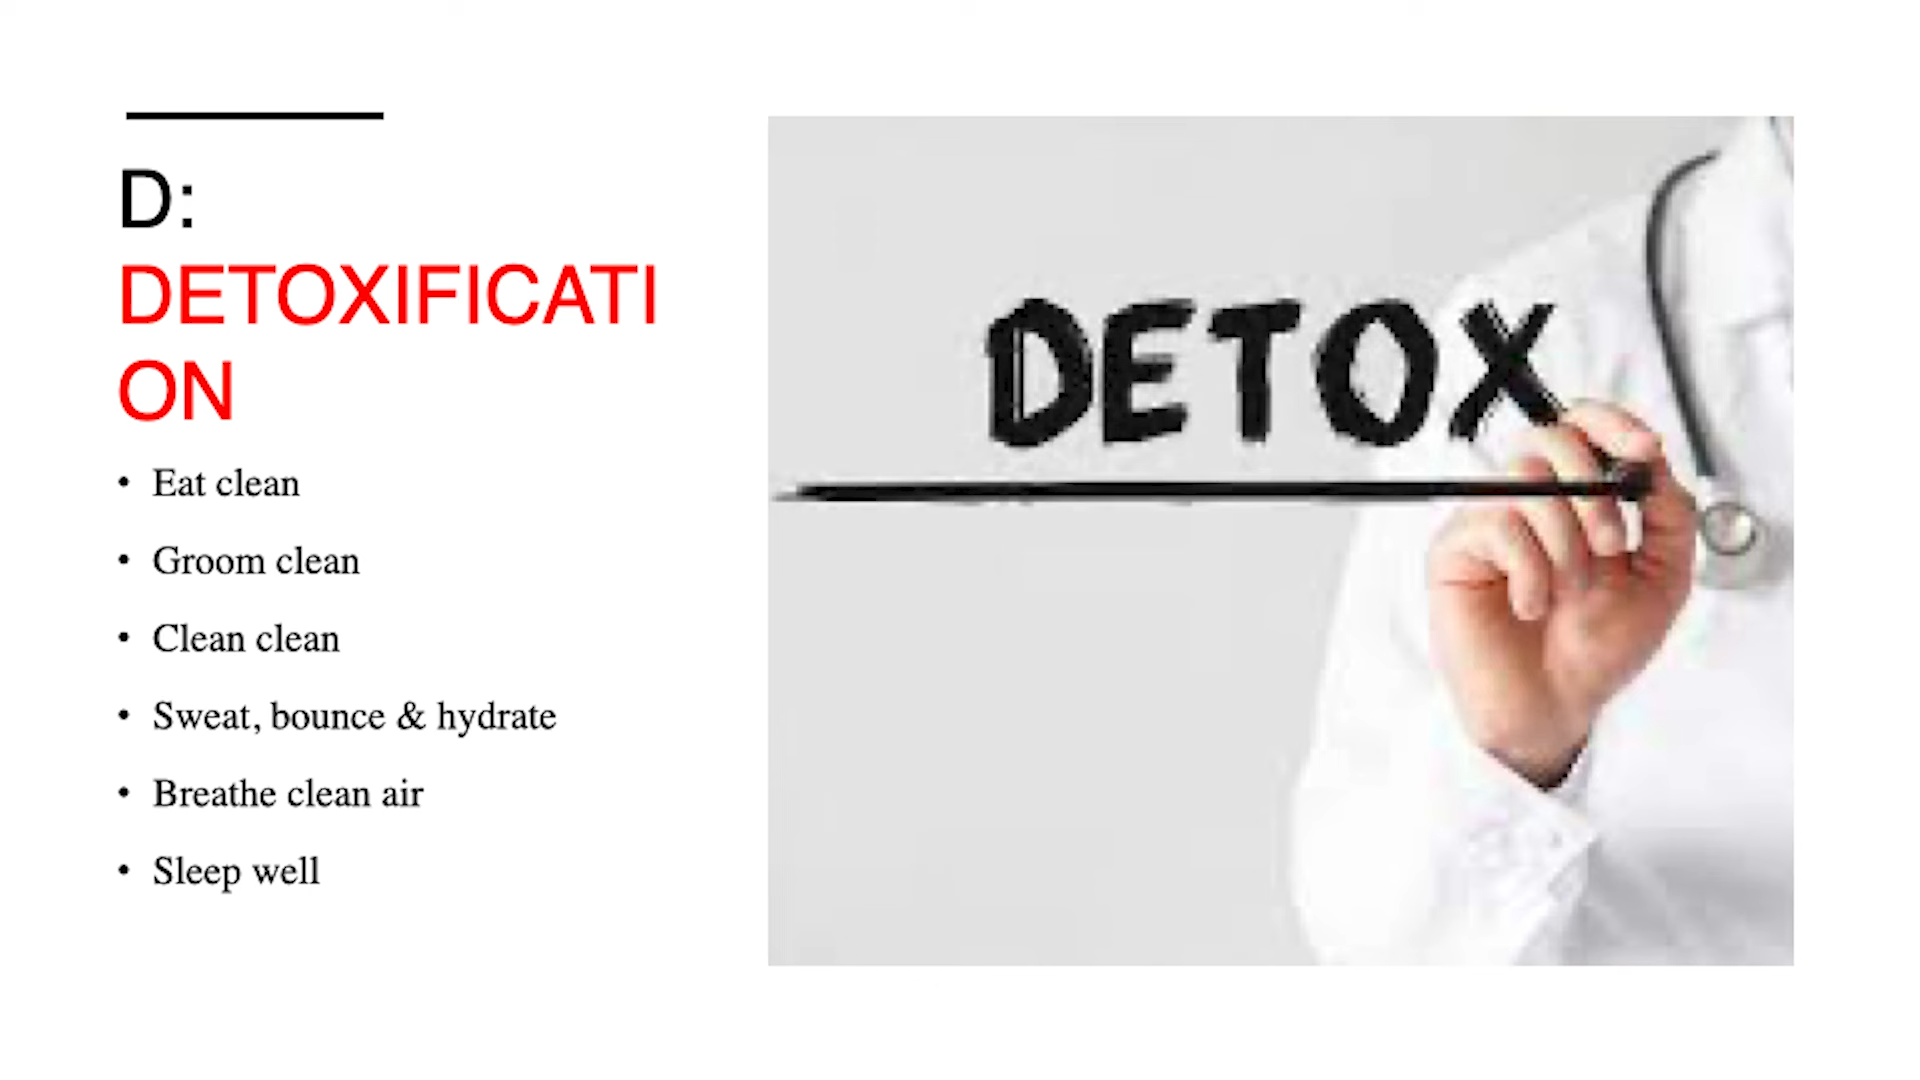 D:
DETOXIFICATI
ON
• Eat clean
• Groom clean
• Clean clean
• Sweat, bounce & hydrate
• Breathe clean air
• Sleep well
DETOX